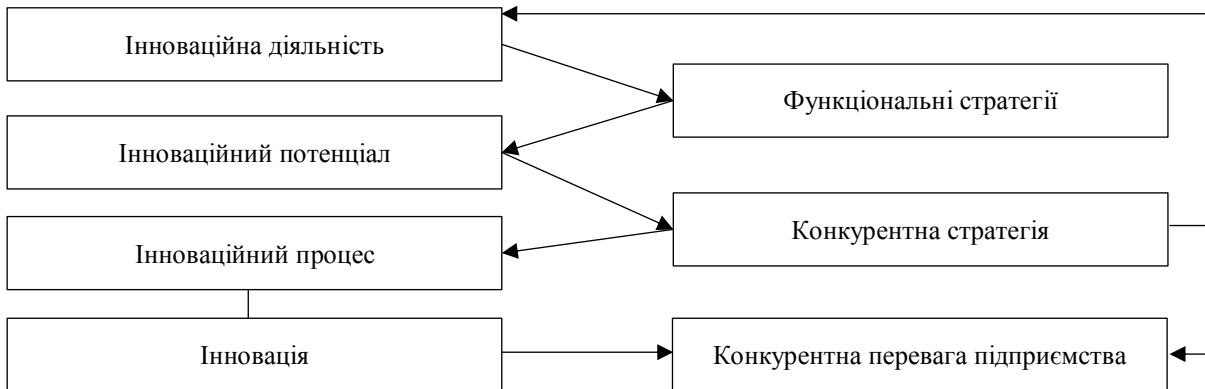 Інноваційна діяльність
Функціональні стратегії
Інноваційний потенціал
Конкурентна стратегія
Інноваційний процес
Інновація
Конкурентна перевага підприємства